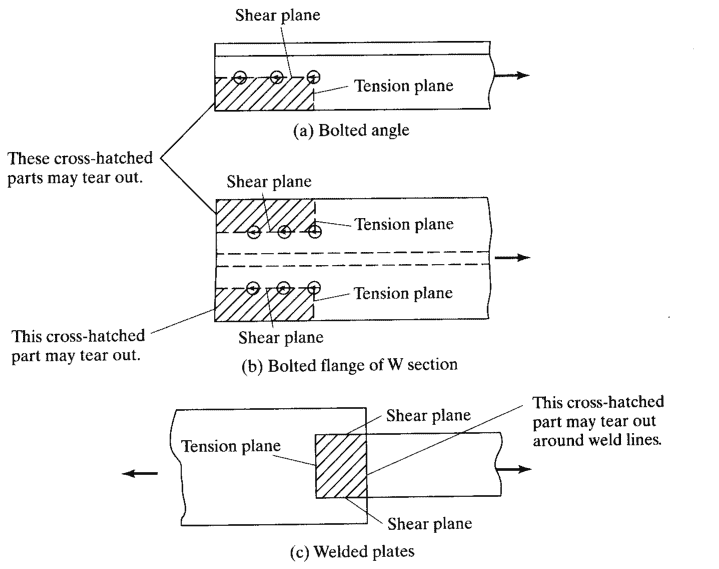 Shear plane
Tension plane
(a) Bolted angle
These cross-hatched
parts may tear out.
Shear plane
Tension plane
Tension plane
This cross-hatched
part may tear out.
Shear plane
(b) Bolted flange of W section
Shear plane
This cross-hatched
part may tear out
around weld lines.
Tension plane
Shear plane
(c) Welded plates